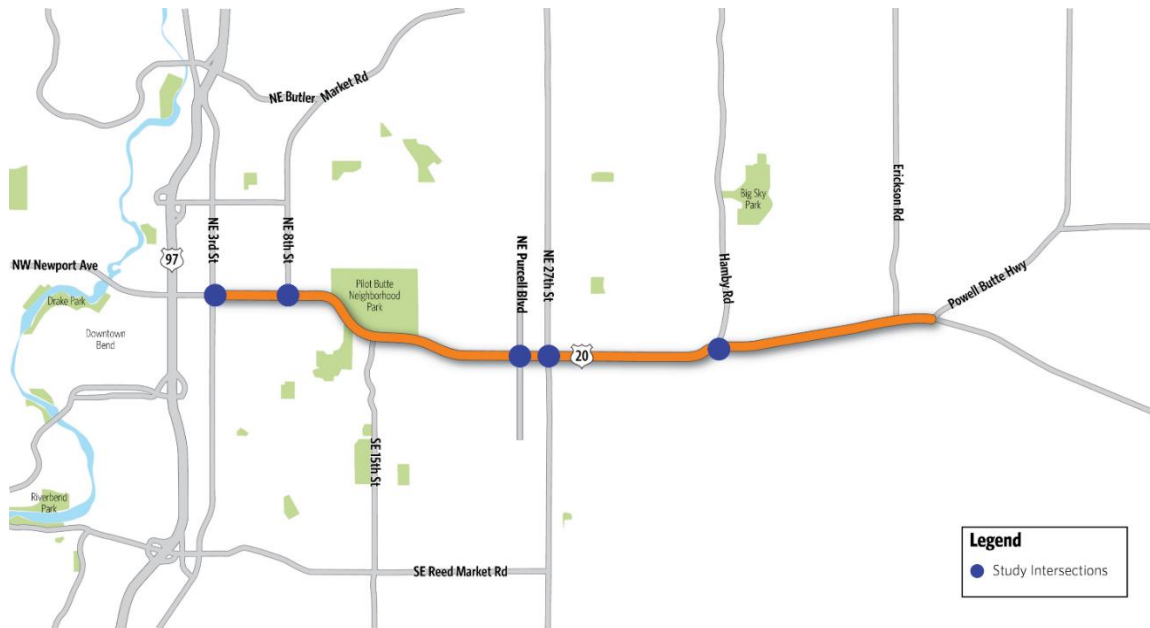 NE Butler Market Rd
Big Sky
Park
Erickson Rd
NE 3rd St
NE 8th St
NE Purcell Blvd
NE 27th St
Hamby Rd
97
NW Newport Ave
Drake Park
Downtown
Bend
Pilot Butte
Neighborhood
Park
Powell Butte Hwy
20
SE 15th St
Riverbend
Park
SE Reed Market Rd
Legend
Study Intersections